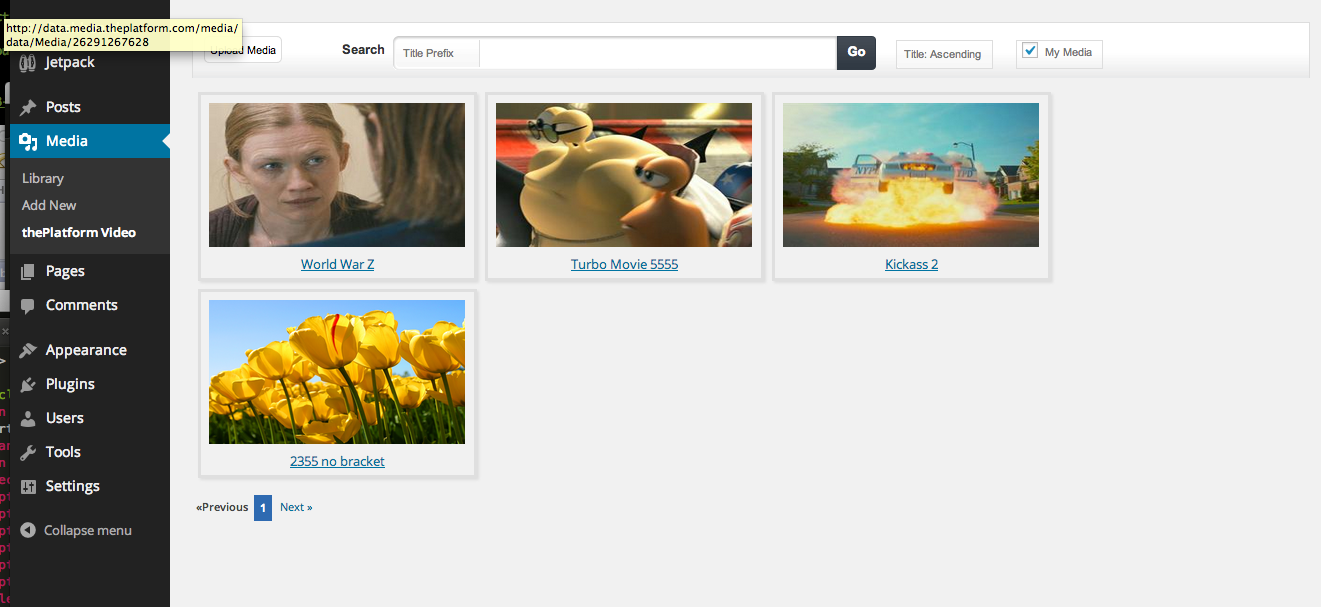 http://data.media.theplatform.com/media/
data/Media/26291267628
Jetpack
Posts
Media
Library
Add New
thePlatform Video
Pages
Comments
Appearance
Plugins
Users
Tools
Settings
Collapse menu
Upload Media
Search
Title Prefix
Go
Title: Ascending
My Media
World War Z
Turbo Movie 5555
Kickass 2
2355 no bracket
«Previous 1 Next »